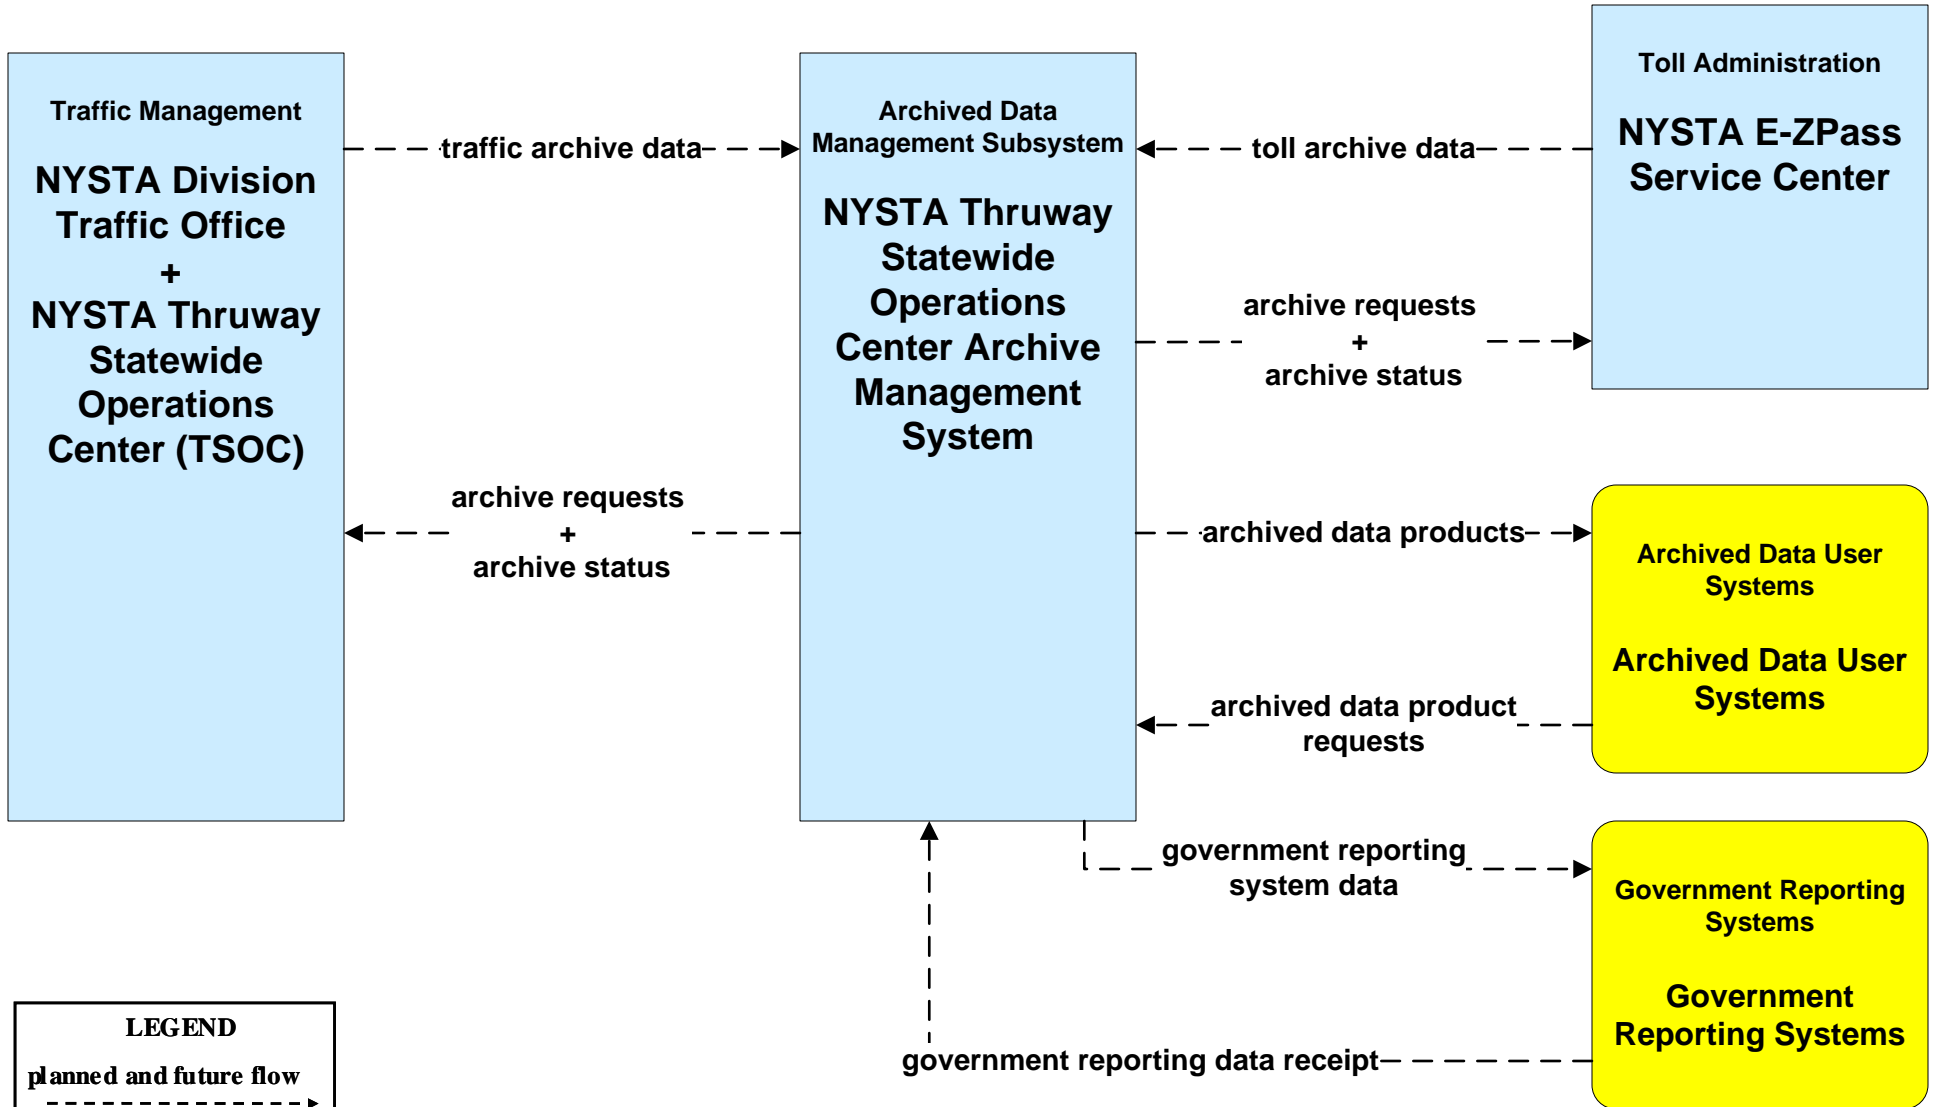 Traffic Management
NYSTA Division
Traffic Office
+
NYSTA Thruway
Statewide
Operations
Center (TSOC)
traffic archive data
archive requests
+
archive status
Archived Data
Management Subsystem
NYSTA Thruway
Statewide
Operations
Center Archive
Management
System
toll archive data
archive requests
+
archive status
archived data products
archived data product
requests
government reporting
system data
government reporting data receipt
Toll Administration
NYSTA E-ZPass
Service Center
Archived Data User
Systems
Archived Data User
Systems
Government Reporting
Systems
Government
Reporting Systems
LEGEND
planned and future flow